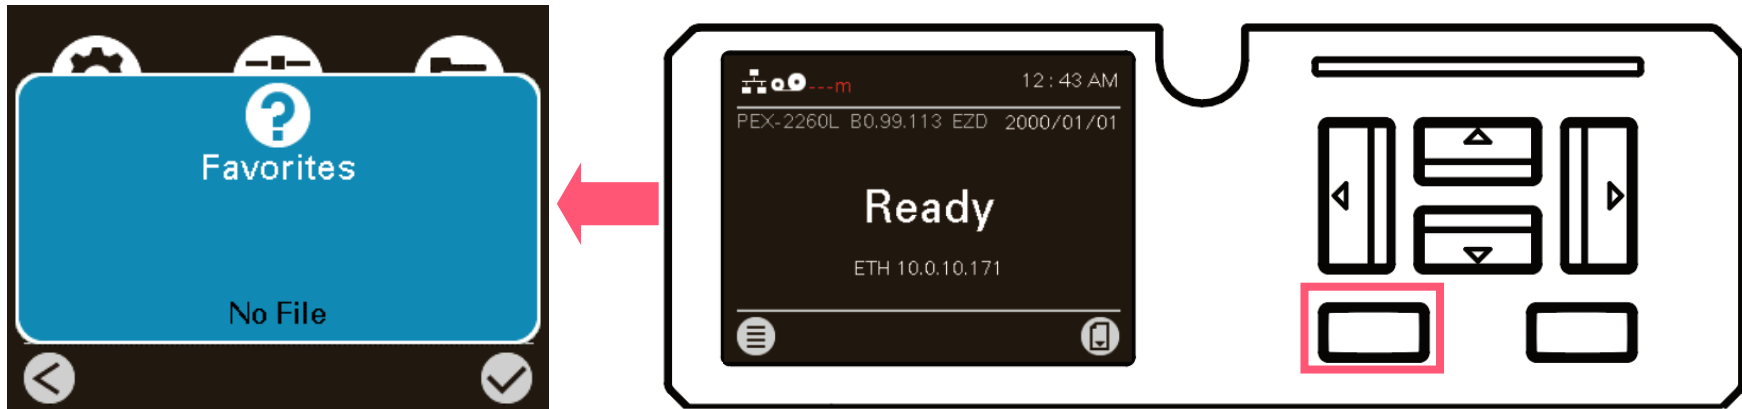 Favorites
No File
---m
12 : 43 AM
PEX-2260L B0.99.113 EZD 2000/01/01
Ready
ETH 10.0.10.171